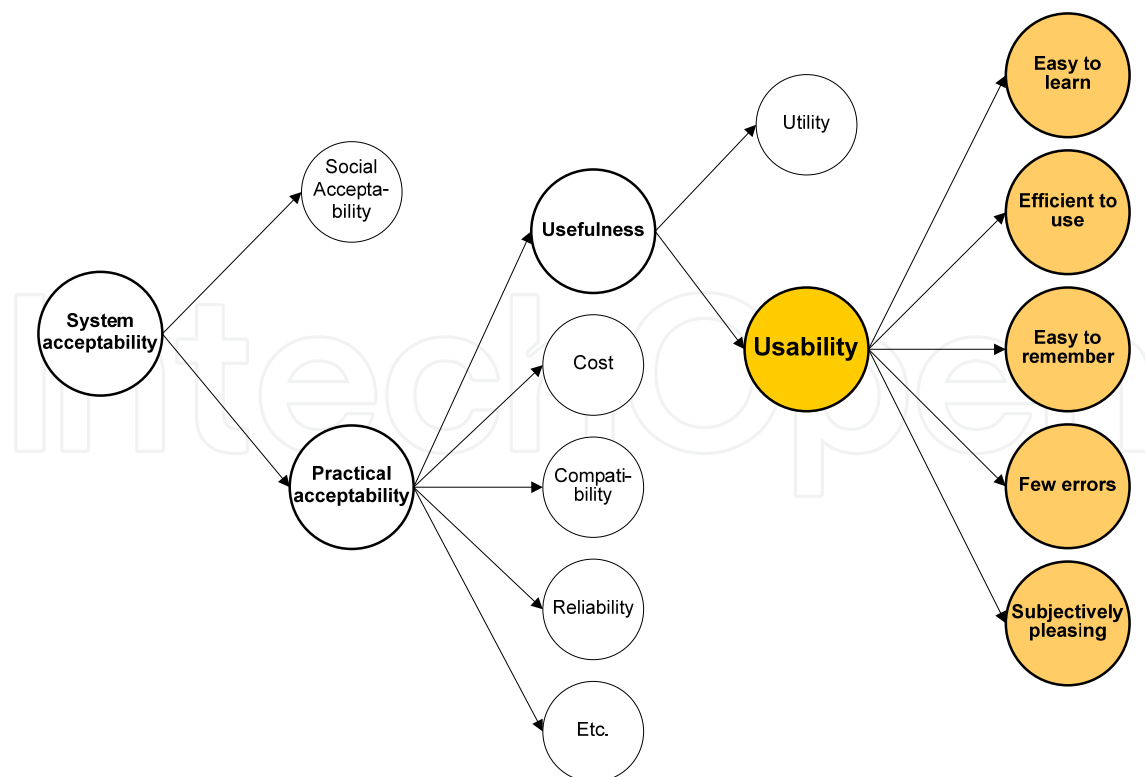 System
acceptability
Social
Accepta-
bility
Practical
acceptability
Usefulness
Cost
Compati-
bility
Reliability
Etc.
Utility
Usability
Easy to
learn
Efficient to
use
Easy to
remember
Few errors
Subjectively
pleasing
IntechOpen